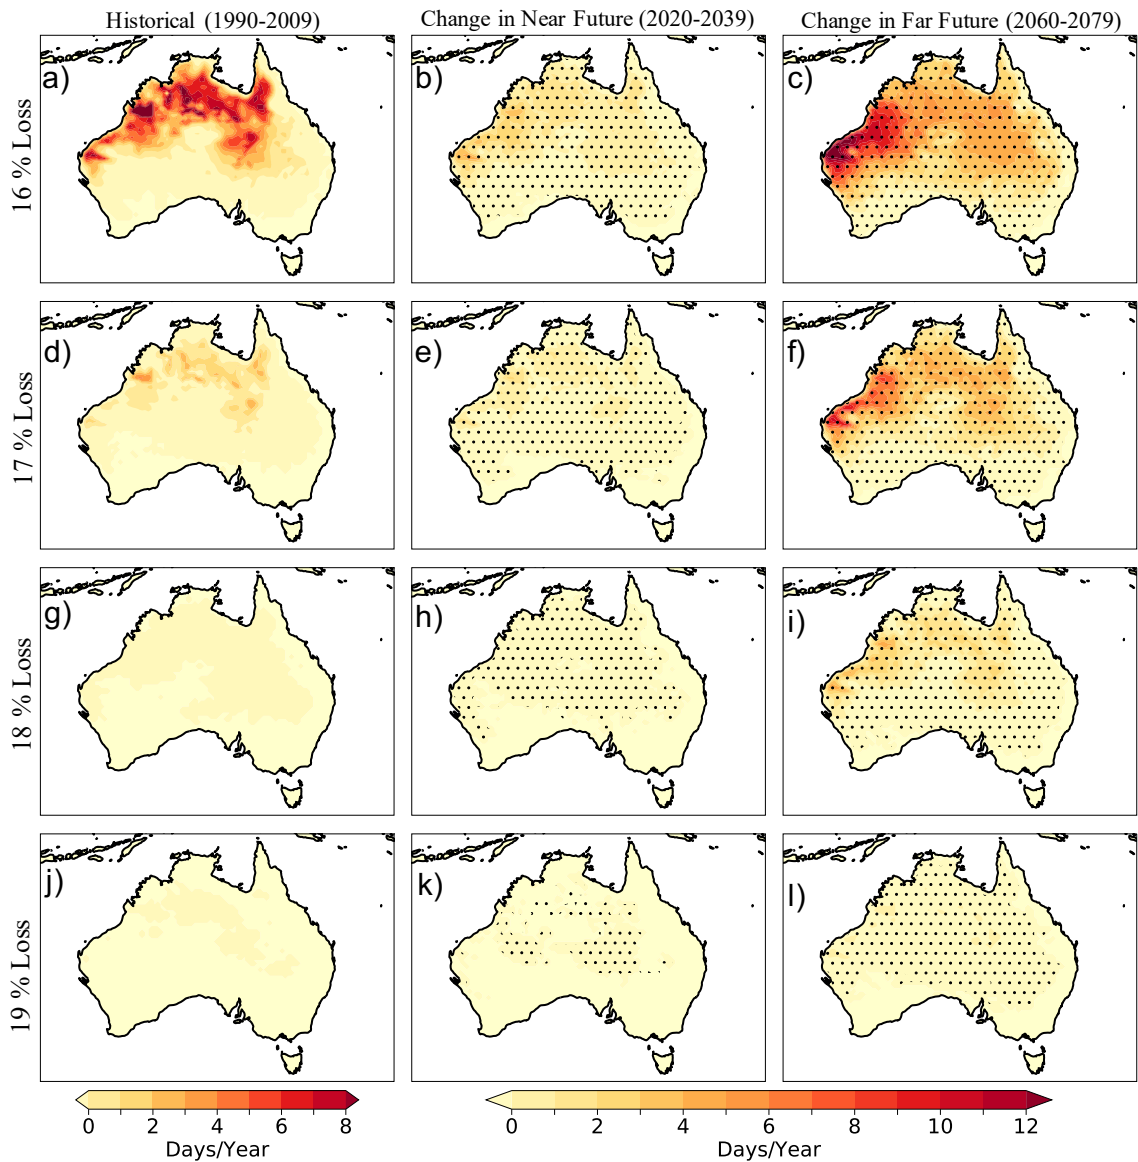 Historical (1990-2009) Change in Near Future (2020-2039) Change in Far Future (2060-2079)
16 % Loss
a) b) c)
17 % Loss
d) e) f)
18 % Loss
g) h) i)
19 % Loss
j) k) l)
0 2 4 6 8
Days/Year
0 2 4 6 8 10 12
Days/Year